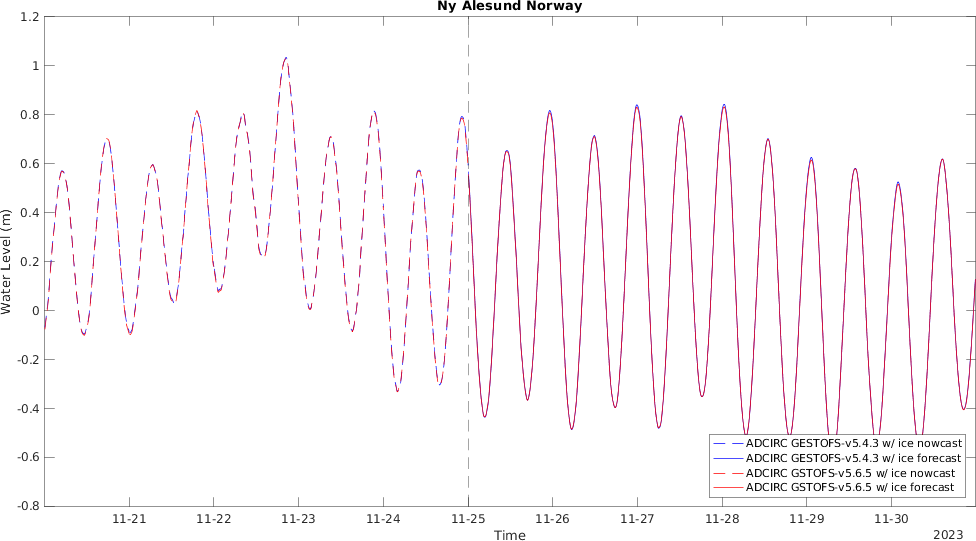 Ny Alesund Norway
1.2
1
0.8
0.6
0.4
0.2
0
-0.2
-0.4
-0.6
-0.8
Water Level (m)
ADCIRC GESTOFS-v5.4.3 w/ ice nowcast
ADCIRC GESTOFS-v5.4.3 w/ ice forecast
ADCIRC GSTOFS-v5.6.5 w/ ice nowcast
ADCIRC GSTOFS-v5.6.5 w/ ice forecast
11-21 11-22 11-23 11-24 11-25 11-26 11-27 11-28 11-29 11-30
Time
2023